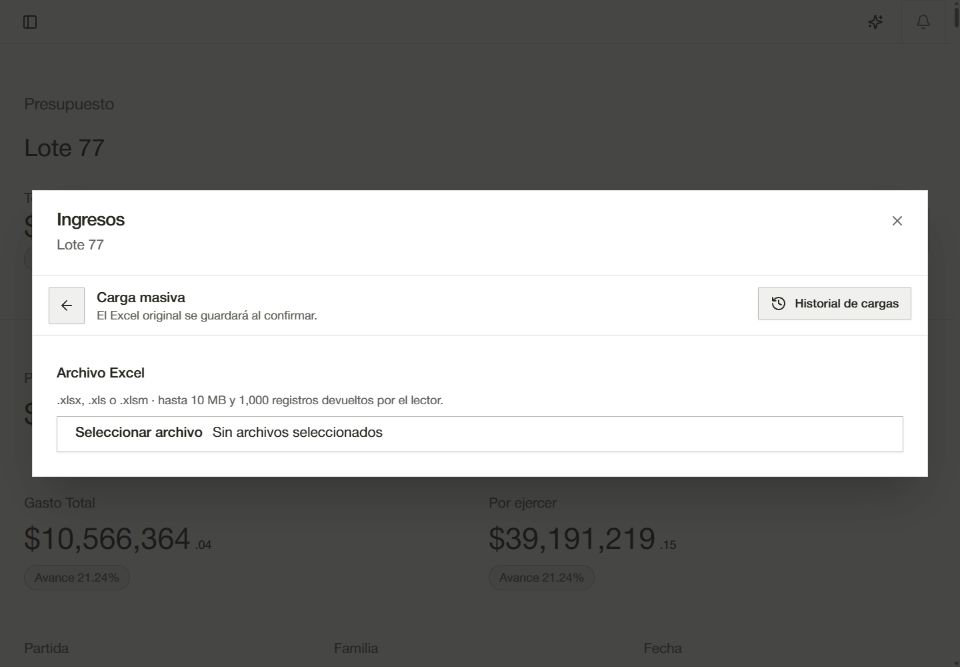 Presupuesto
Lote 77
Ingresos
Lote 77
Carga masiva
El Excel original se guardará al confirmar.
Historial de cargas
Archivo Excel
.xlsx, .xls o .xlsm · hasta 10 MB y 1,000 registros devueltos por el lector.
Seleccionar archivo Sin archivos seleccionados
Gasto Total
Por ejercer
$10,566,364.04
$39,191,219.15
Avance 21.24%
Avance 21.24%
Partida
Familia
Fecha